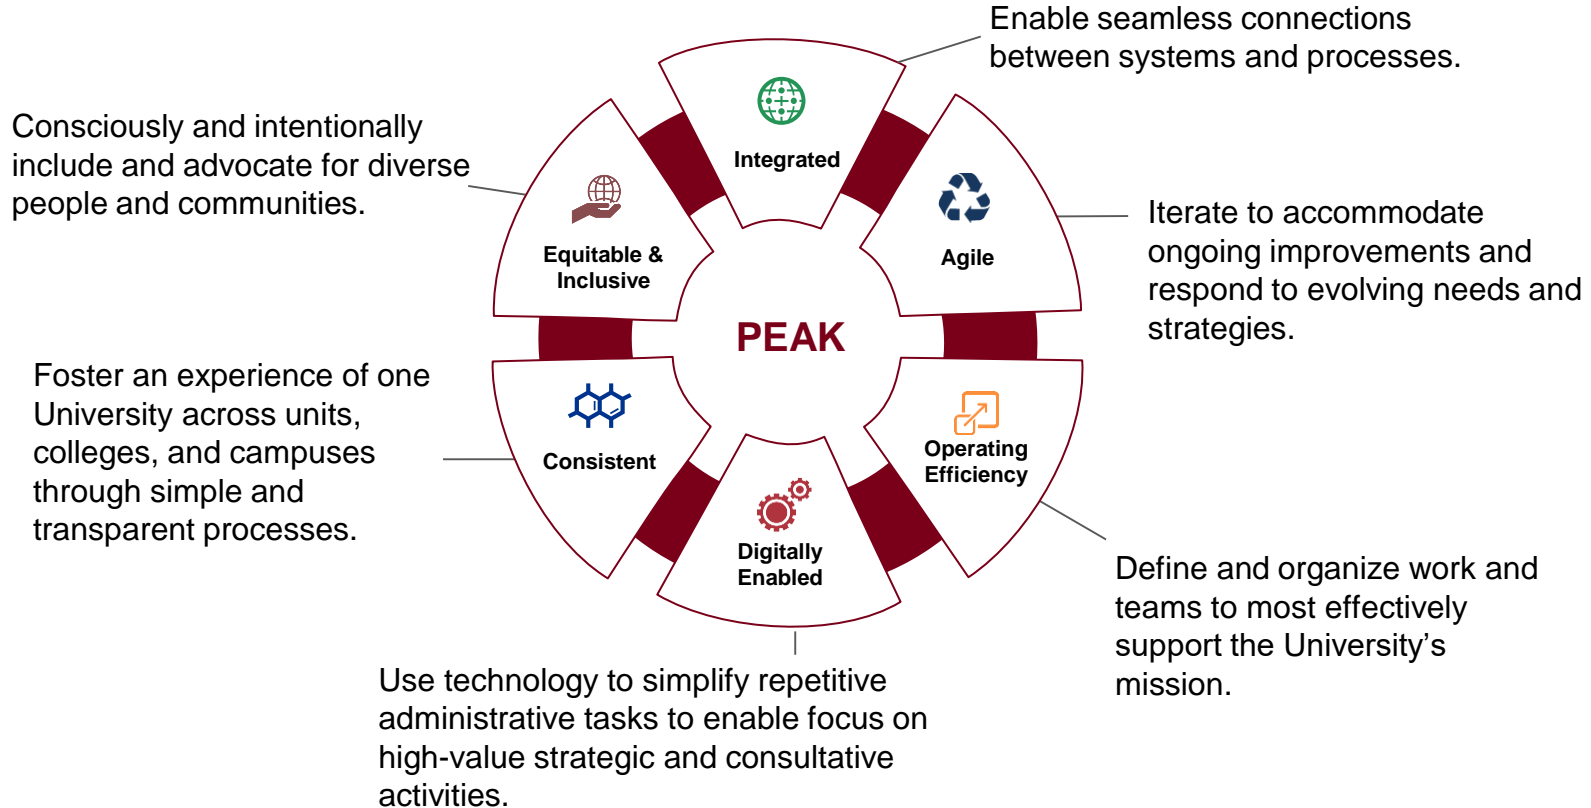 Enable seamless connections
between systems and processes.
Integrated
Consciously and intentionally
include and advocate for diverse
people and communities.
Equitable &
Inclusive
Agile
Iterate to accommodate
ongoing improvements and
respond to evolving needs and
strategies.
PEAK
Foster an experience of one
University across units,
colleges, and campuses
through simple and
transparent processes.
Consistent
Operating
Efficiency
Digitally
Enabled
Define and organize work and
teams to most effectively
support the University’s
mission.
Use technology to simplify repetitive
administrative tasks to enable focus on
high-value strategic and consultative
activities.